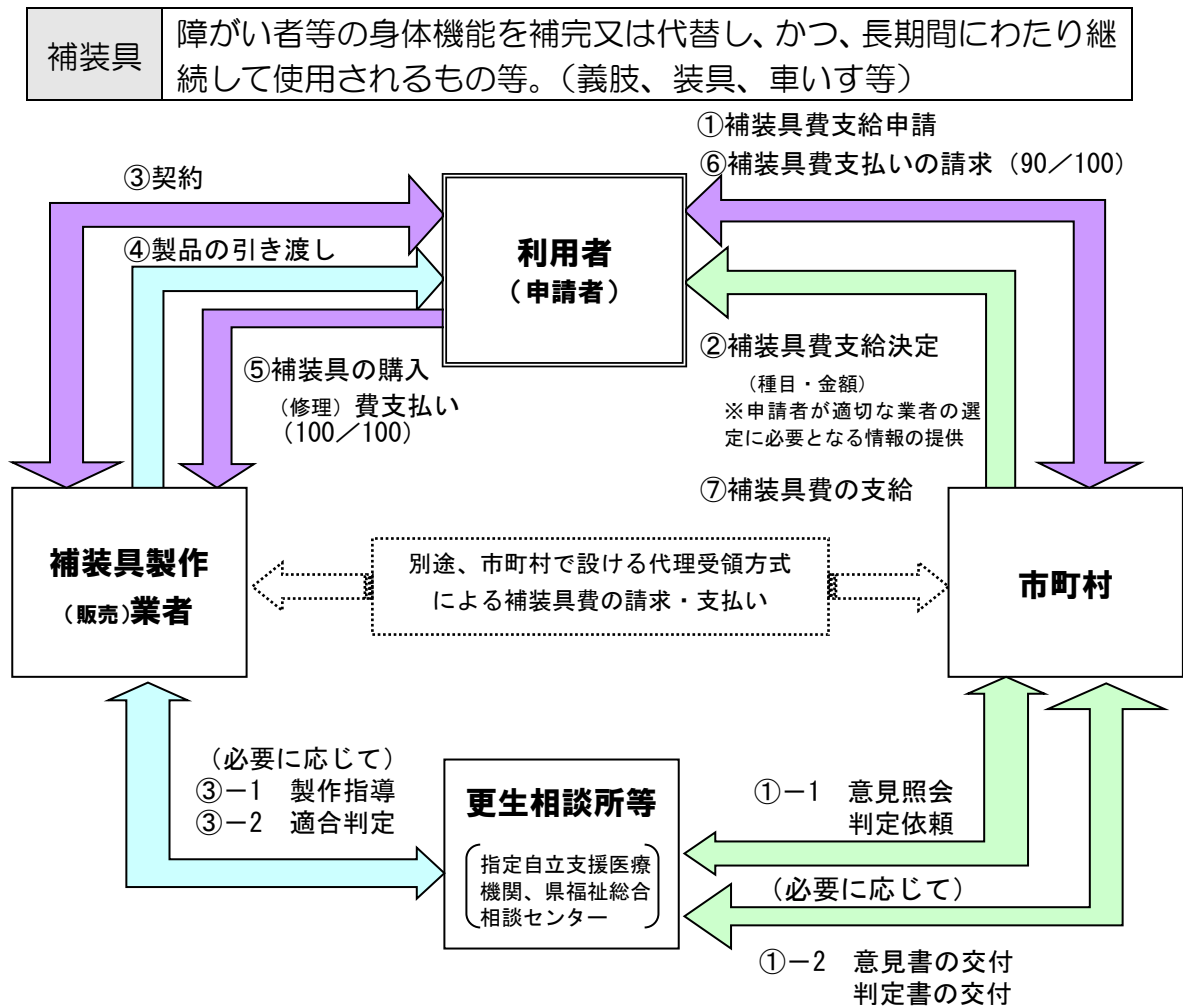 補装具
障がい者等の身体機能を補完又は代替し、かつ、長期間にわたり継
続して使用されるもの等。（義肢、装具、車いす等）
①補装具費支給申請
⑥補装具費支払いの請求（90／100）
③契約
④製品の引き渡し
利用者
（申請者）
⑤補装具の購入
（修理）費支払い
（100／100）
②補装具費支給決定
（種目・金額）
※申請者が適切な業者の選
定に必要となる情報の提供
⑦補装具費の支給
補装具製作
（販売）業者
別途、市町村で設ける代理受領方式
による補装具費の請求・支払い
市町村
（必要に応じて）
③－1　製作指導
③－2　適合判定
更生相談所等
指定自立支援医療
機関、県福祉総合
相談センター
①－1　意見照会
判定依頼
（必要に応じて）
①－2　意見書の交付
判定書の交付